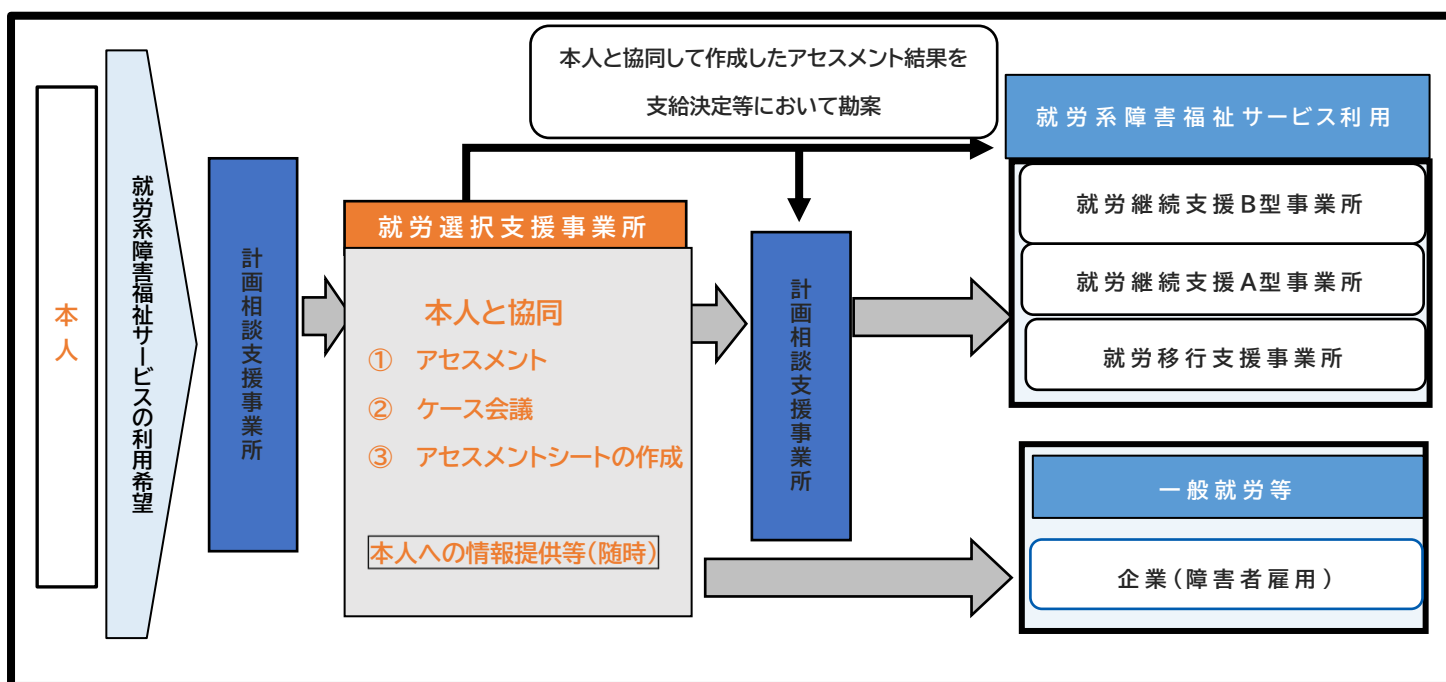 本人
就労系障害福祉サービスの利用希望
計画相談支援事業所
就労選択支援事業所
本人と協同
① アセスメント
② ケース会議
③ アセスメントシートの作成
本人への情報提供等(随時)
本人と協同して作成したアセスメント結果を
支給決定等において勘案
計画相談支援事業所
就労系障害福祉サービス利用
就労継続支援B型事業所
就労継続支援A型事業所
就労移行支援事業所
一般就労等
企業(障害者雇用)